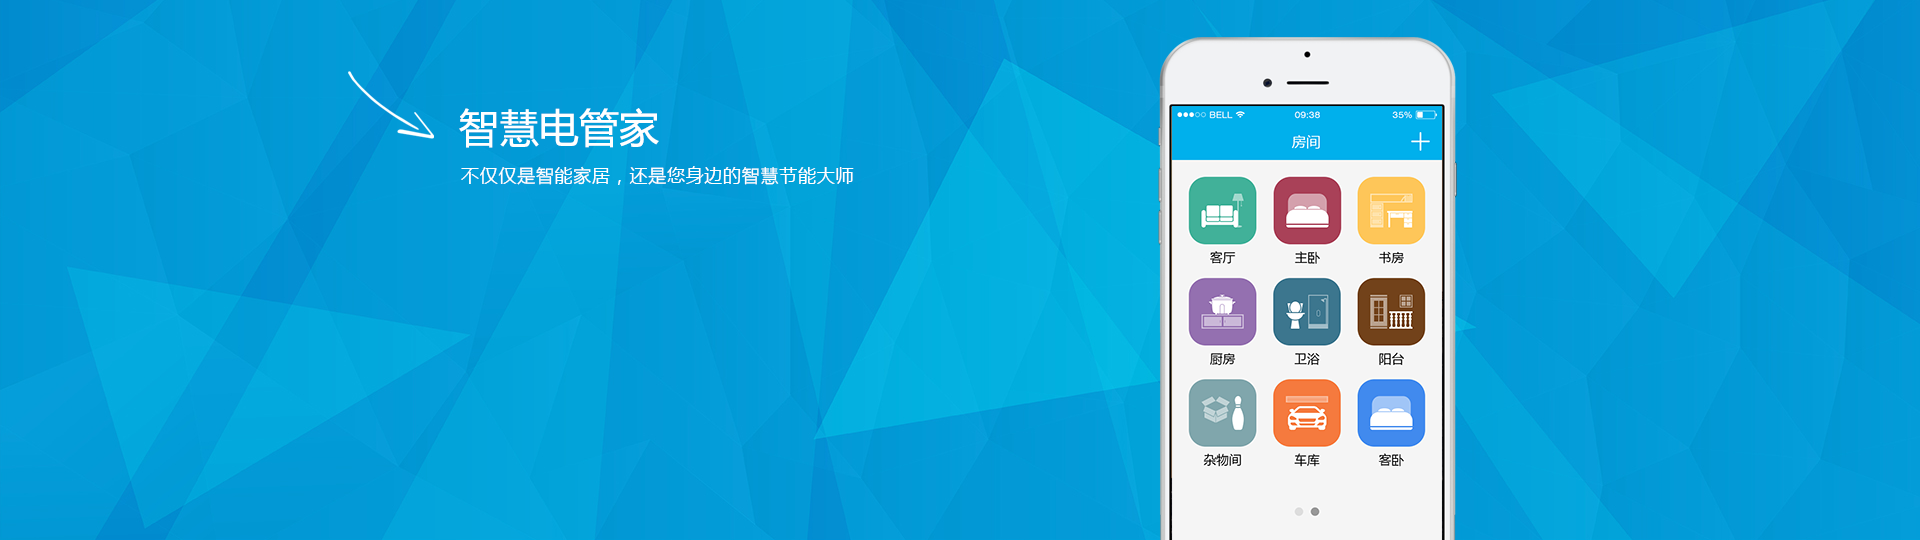 智慧电管家
不仅仅是智能家居，还是您身边的智慧节能大师
BELL 09:38 35%
房间
客厅 主卧 书房
厨房 卫浴 阳台
杂物间 车库 客卧